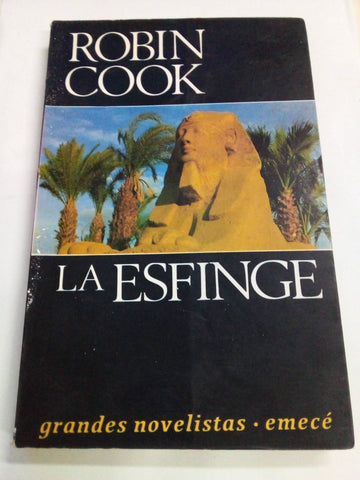 ROBIN
COOK
LA ESFINGE
grandes novelistas · emecé